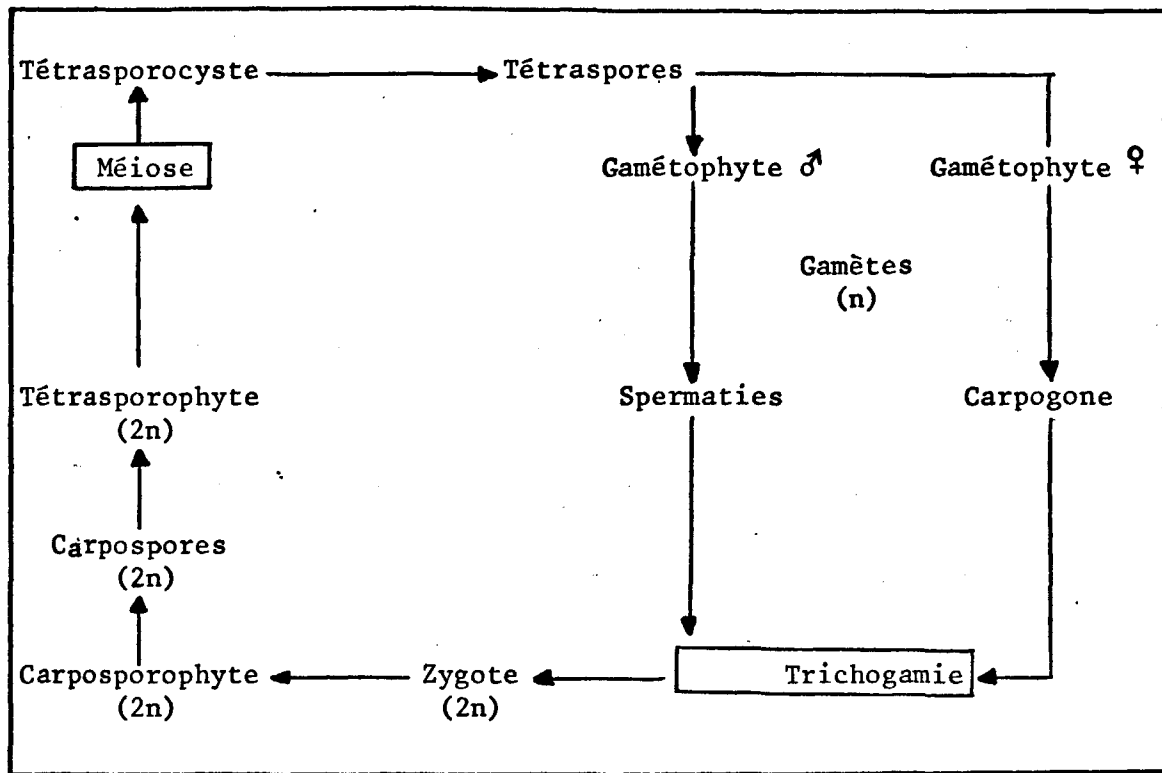 Tétrasporocyste
Tétraspores
Méiose
Gamétophyte ♂
Gamétophyte ♀
Gamètes
(n)
Tétrasporophyte
(2n)
Spermaties
Carpogone
Carpospores
(2n)
Carposporophyte
(2n)
Zygote
(2n)
Trichogamie